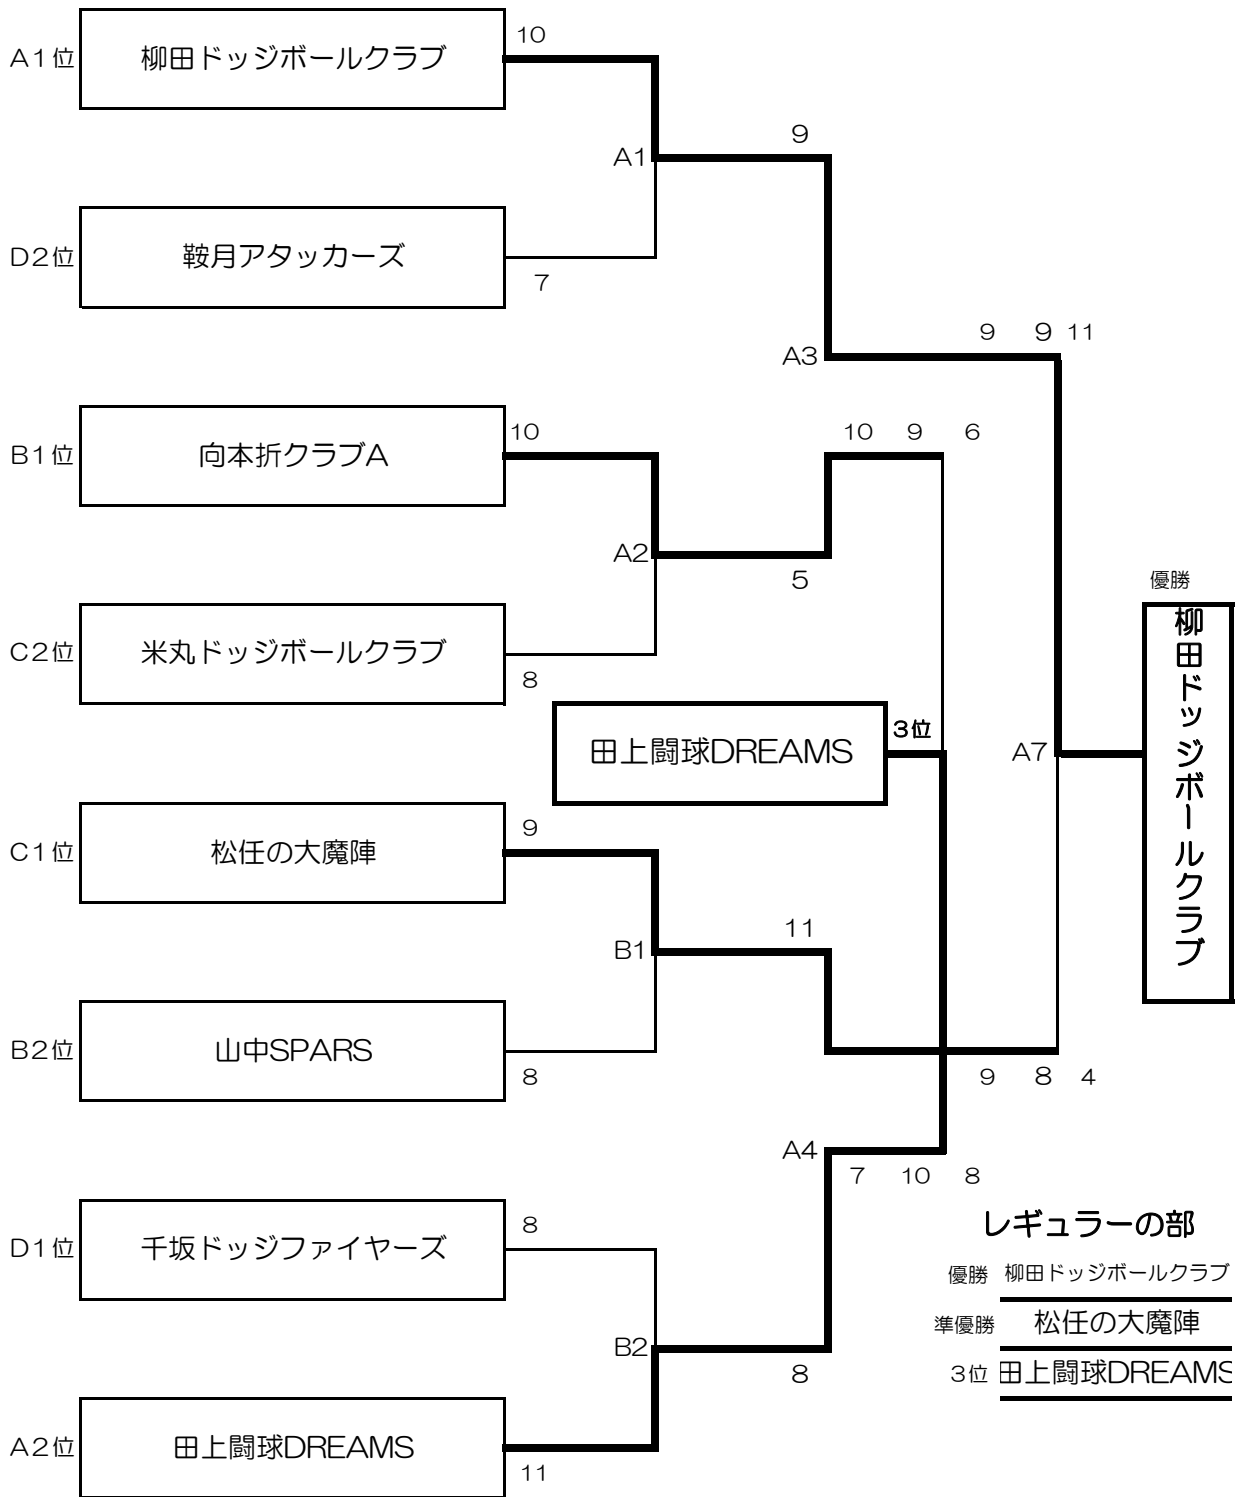 10
A1位 柳田ドッジボールクラブ
9
A1
D2位 鞍月アタッカーズ
7
9 9 11
A3
10 10 9 6
B1位 向本折クラブA
A2
5
優勝
C2位 米丸ドッジボールクラブ
8
柳田ドッジボールクラブ
3位
田上闘球DREAMS
A7
9
C1位 松任の大魔陣
11
B1
B2位 山中SPARS
8
9 8 4
A4
7 10 8
レギュラーの部
8
D1位 千坂ドッジファイヤーズ
優勝 柳田ドッジボールクラブ
準優勝 松任の大魔陣
B2
8
3位 田上闘球DREAMS
A2位 田上闘球DREAMS
11